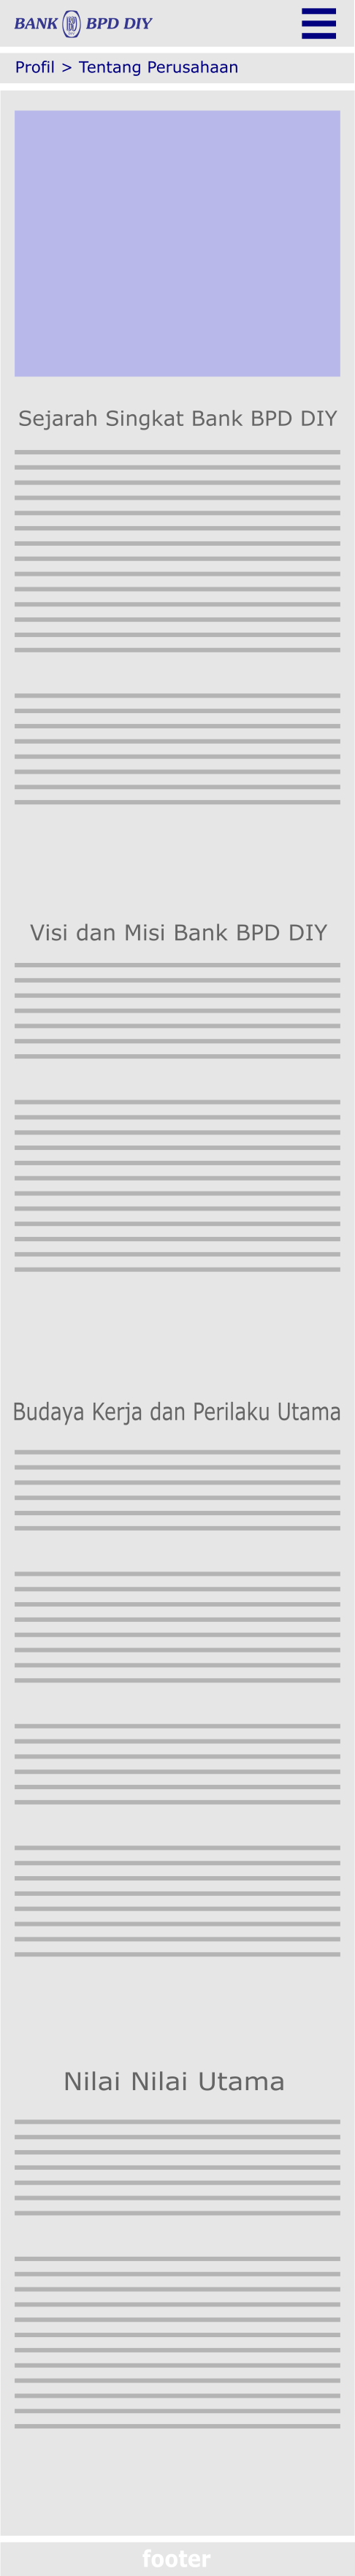 BANK BPD DIY
Profil > Tentang Perusahaan
Sejarah Singkat Bank BPD DIY
Visi dan Misi Bank BPD DIY
Budaya Kerja dan Perilaku Utama
Nilai Nilai Utama
footer